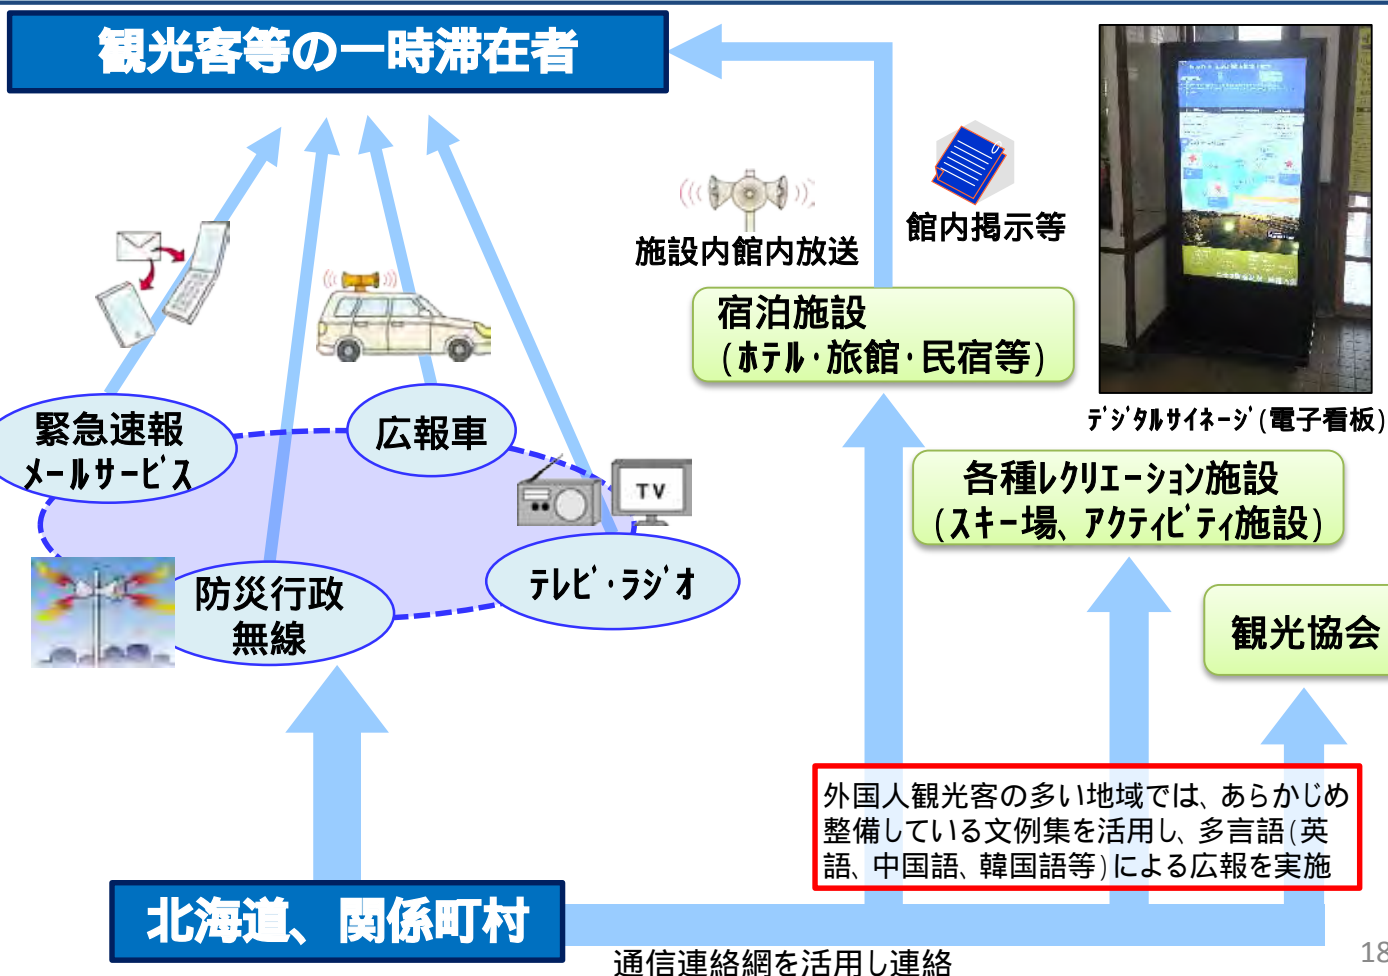 観光客等の一時滞在者
施設内館内放送
館内掲示等
宿泊施設
(ホテル・旅館・民宿等)
デジタルサイネージ(電子看板)
緊急速報
メールサービス
広報車
TV
各種レクリエーション施設
(スキー場、アクティビティ施設)
防災行政
無線
テレビ・ラジオ
観光協会
外国人観光客の多い地域では、あらかじめ
整備している文例集を活用し、多言語(英
語、中国語、韓国語等)による広報を実施
北海道、関係町村
通信連絡網を活用し連絡
18